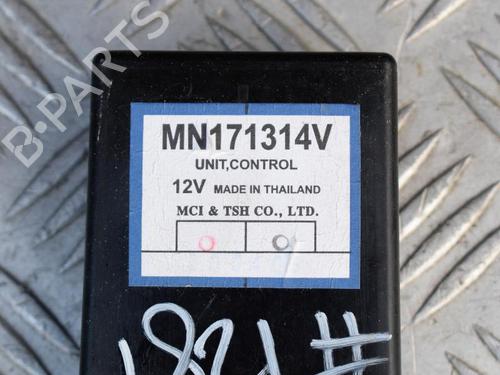 B-PARTS
MN171314V
UNIT,CONTROL
12V MADE IN THAILAND
MCI & TSH CO., LTD.